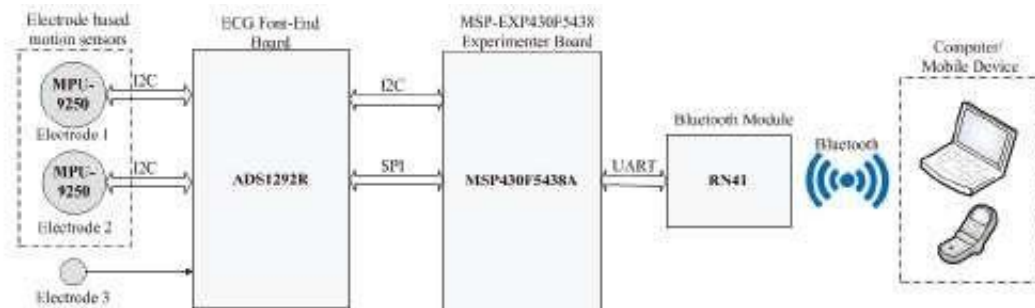 Electrode based
motion sensors
MPU-
9250
Electrode 1
MPU-
9250
Electrode 2
Electrode 3
I2C
I2C
ECG Font-End
Board
ADS1292R
I2C
SPI
MSP-EXP430F5438
Experimenter Board
MSP430F5438A
UART
Bluetooth Module
RN41
Bluetooth
Computer/
Mobile Device